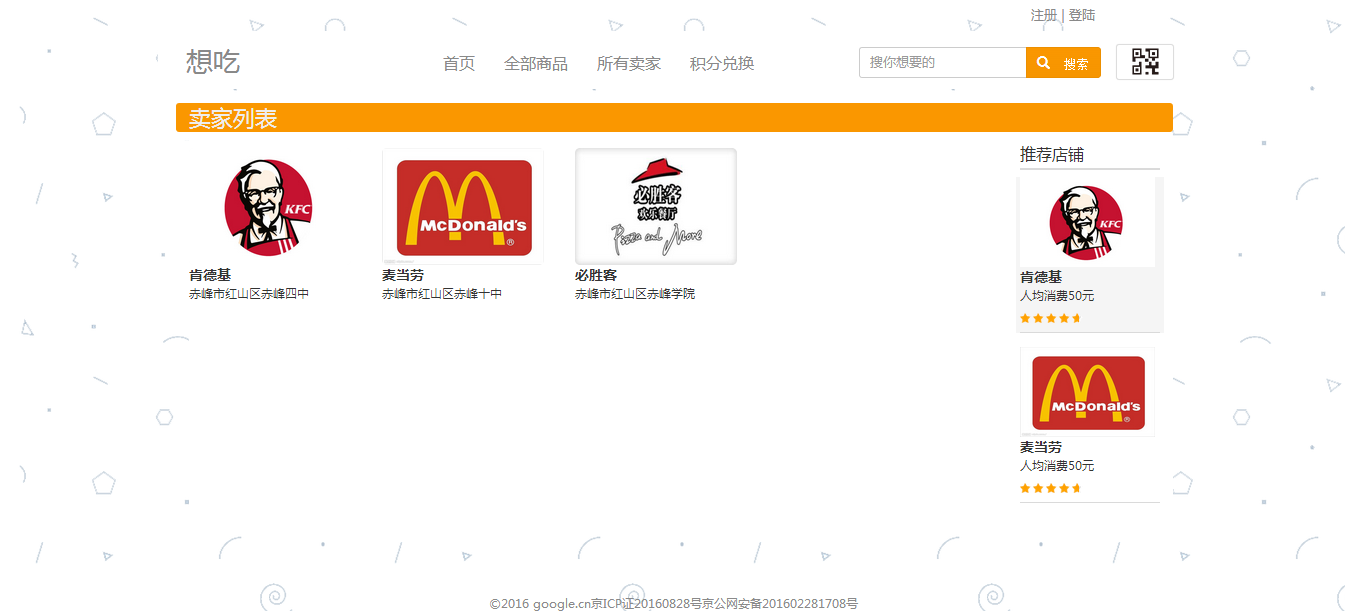 注册 | 登陆
想吃
首页 全部商品 所有卖家 积分兑换
搜你想要的 搜索
卖家列表
KFC
McDonald's®
必胜客
欢乐餐厅
Pizza and More
肯德基
赤峰市红山区赤峰四中
麦当劳
赤峰市红山区赤峰十中
必胜客
赤峰市红山区赤峰学院
推荐店铺
KFC
肯德基
人均消费50元
McDonald's®
麦当劳
人均消费50元
©2016 google.cn京ICP证20160828号京公网安备201602281708号